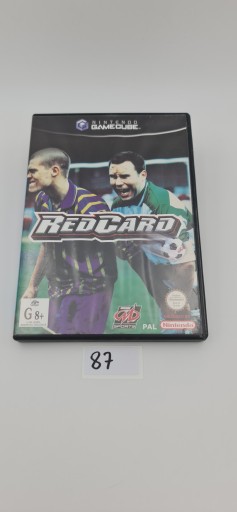 NINTENDO
GAMECUBE
REDCARD
G 8+
PAL
Nintendo
87